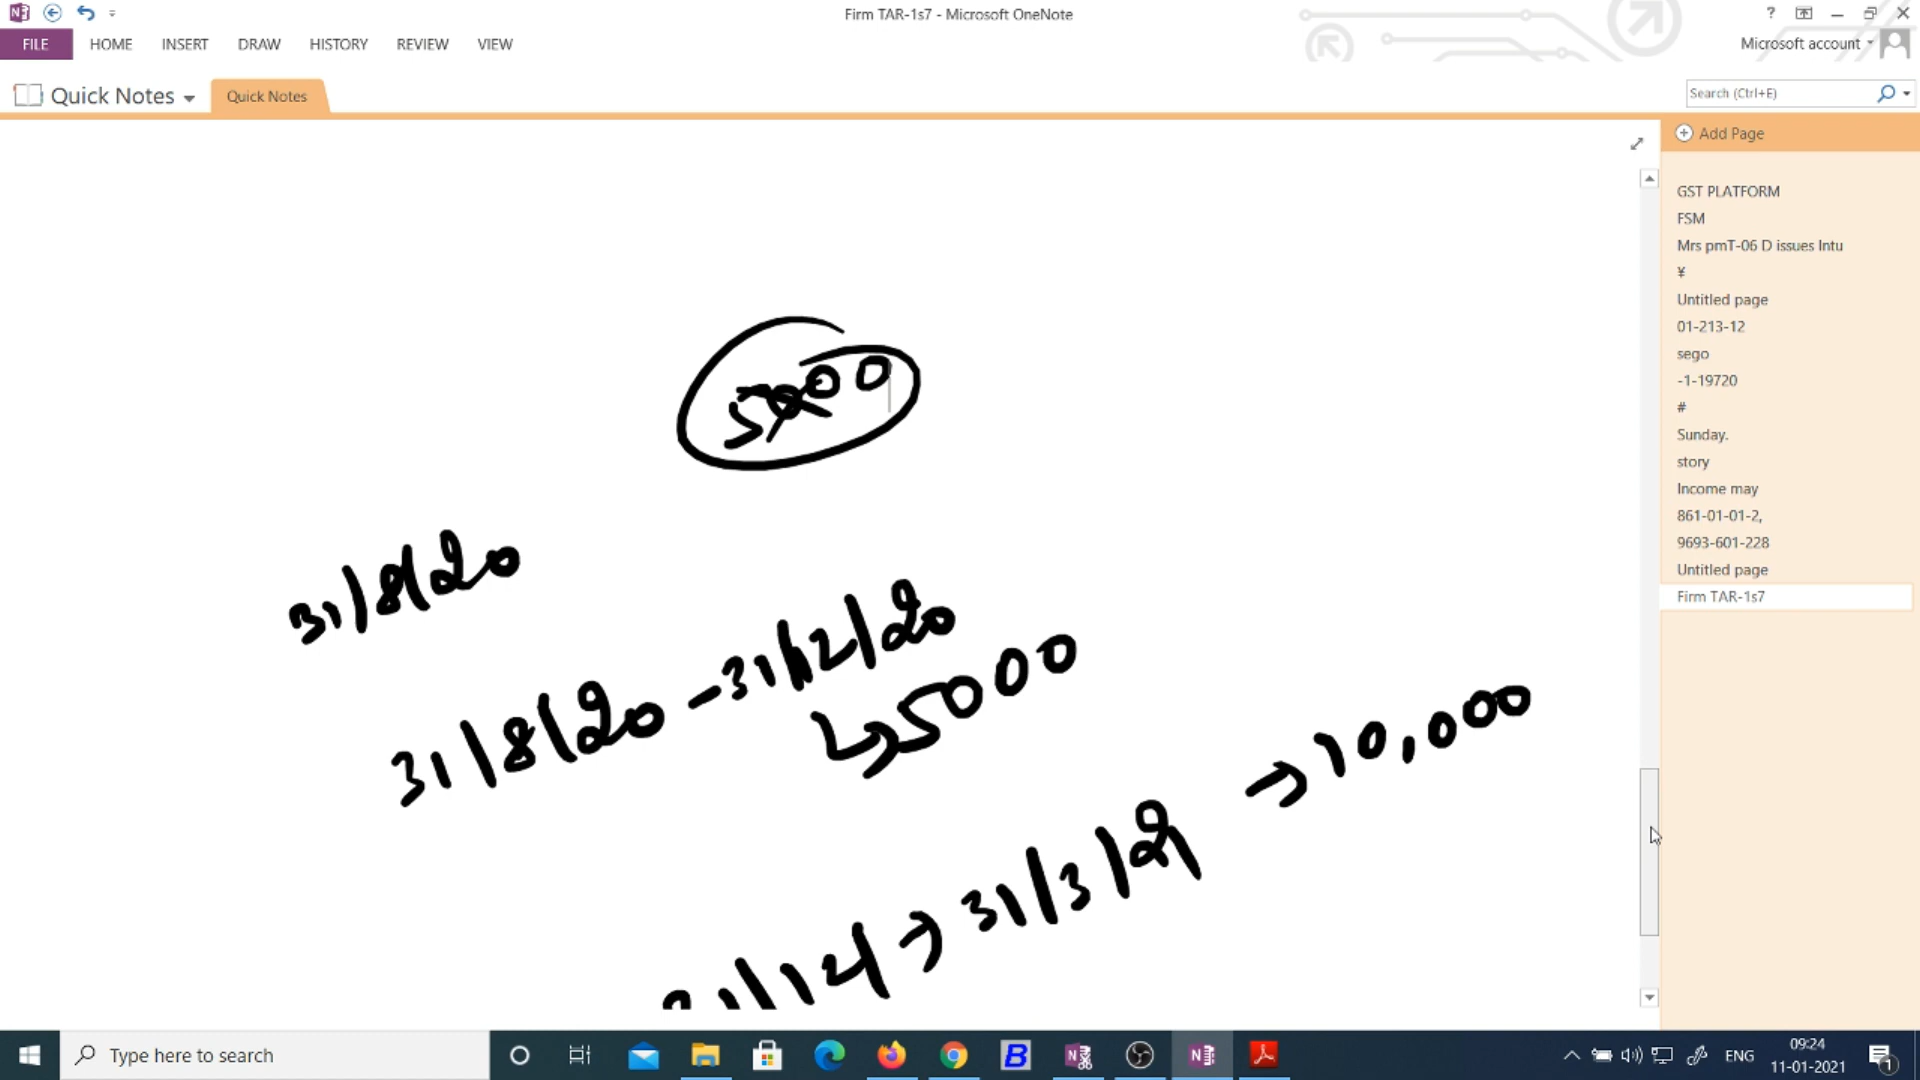 Firm TAR-1s7 - Microsoft OneNote
FILE HOME INSERT DRAW HISTORY REVIEW VIEW
Microsoft account
Quick Notes
Quick Notes
Search (Ctrl+E)
Add Page
GST PLATFORM
FSM
Mrs pmT-06 D issues Intu
¥
Untitled page
01-213-12
sego
-1-19720
#
Sunday.
story
Income may
861-01-01-2,
9693-601-228
Untitled page
Firm TAR-1s7
5000
31/8/20
31/8/20 - 31/12/20
↳ 5000
31/12/ → 31/3/21 → 10,000
Type here to search
ENG
09:24
11-01-2021
1